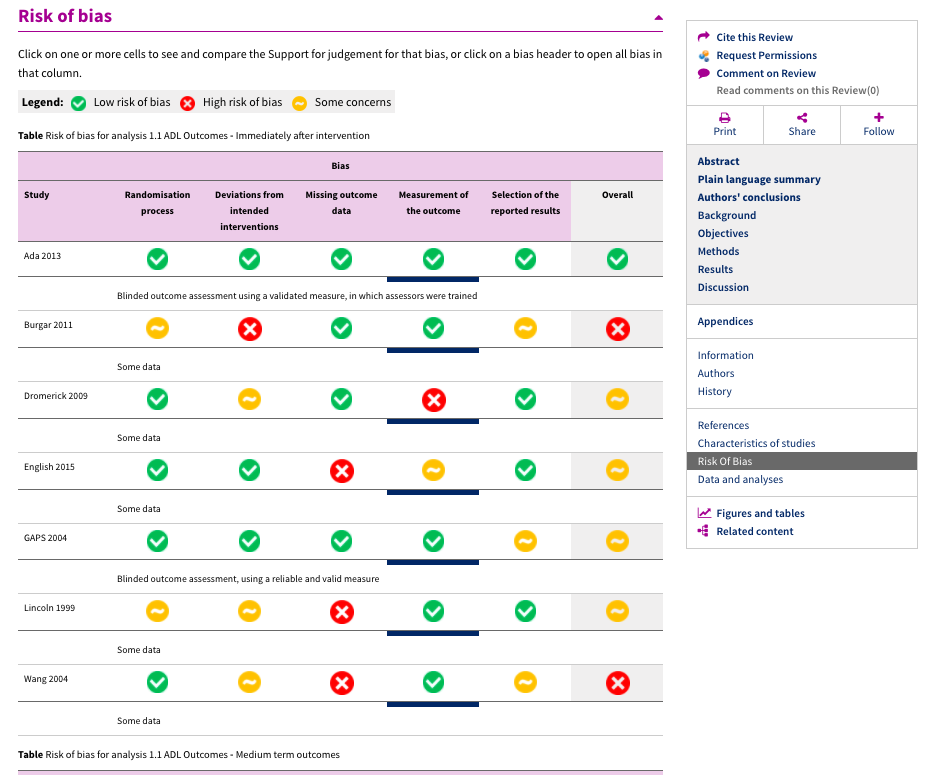 Risk of bias
Click on one or more cells to see and compare the Support for judgement for that bias, or click on a bias header to open all bias in
that column.
Legend: Low risk of bias High risk of bias Some concerns
Table Risk of bias for analysis 1.1 ADL Outcomes - Immediately after intervention
Bias
Study Randomisation process Deviations from intended interventions Missing outcome data Measurement of the outcome Selection of the reported results Overall
Ada 2013
Blinded outcome assessment using a validated measure, in which assessors were trained
Burgar 2011
Some data
Dromerick 2009
Some data
English 2015
Some data
GAPS 2004
Blinded outcome assessment, using a reliable and valid measure
Lincoln 1999
Some data
Wang 2004
Some data
Table Risk of bias for analysis 1.1 ADL Outcomes - Medium term outcomes
Cite this Review
Request Permissions
Comment on Review
Read comments on this Review(0)
Print Share Follow
Abstract
Plain language summary
Authors' conclusions
Background
Objectives
Methods
Results
Discussion
Appendices
Information
Authors
History
References
Characteristics of studies
Risk Of Bias
Data and analyses
Figures and tables
Related content